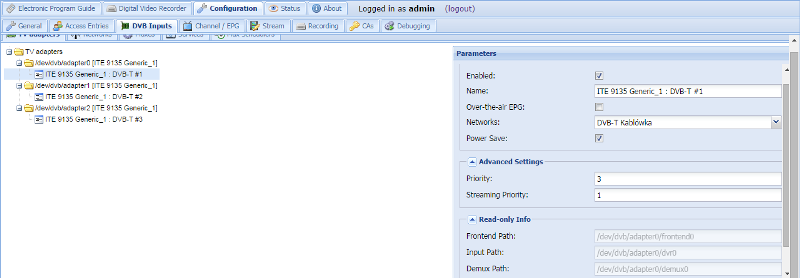 Electronic Program Guide Digital Video Recorder Configuration Status About Logged in as admin (logout)
General Access Entries DVB Inputs Channel / EPG Stream Recording CAs Debugging
TV adapters Networks Muxes Services Mux Schedulers
TV adapters
/dev/dvb/adapter0 [ITE 9135 Generic_1]
ITE 9135 Generic_1 : DVB-T #1
/dev/dvb/adapter1 [ITE 9135 Generic_1]
ITE 9135 Generic_1 : DVB-T #2
/dev/dvb/adapter2 [ITE 9135 Generic_1]
ITE 9135 Generic_1 : DVB-T #3
Parameters
Enabled:
Name: ITE 9135 Generic_1 : DVB-T #1
Over-the-air EPG:
Networks: DVB-T Kablówka
Power Save:
Advanced Settings
Priority: 3
Streaming Priority: 1
Read-only Info
Frontend Path: /dev/dvb/adapter0/frontend0
Input Path: /dev/dvb/adapter0/dvr0
Demux Path: /dev/dvb/adapter0/demux0